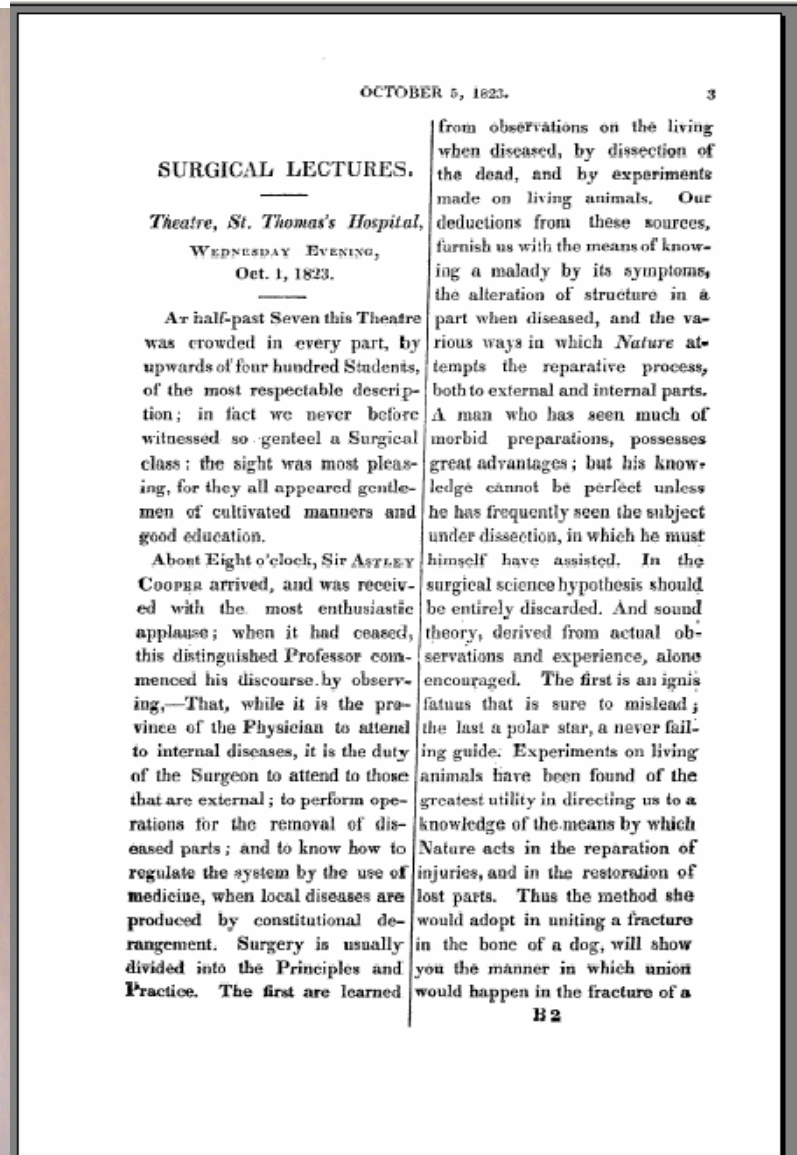 OCTOBER 5, 1823.
3
SURGICAL LECTURES.
Theatre, St. Thomas's Hospital,
WEDNESDAY EVENING,
Oct. 1, 1823.
AT half-past Seven this Theatre
was crowded in every part, by
upwards of four hundred Students,
of the most respectable descrip-
tion; in fact we never before
witnessed so genteel a Surgical
class: the sight was most pleas-
ing, for they all appeared gentle-
men of cultivated manners and
good education.
About Eight o'clock, Sir ASTLEY
COOPER arrived, and was receiv-
ed with the most enthusiastic
applause; when it had ceased,
this distinguished Professor com-
menced his discourse by observ-
ing,—That, while it is the pro-
vince of the Physician to attend
to internal diseases, it is the duty
of the Surgeon to attend to those
that are external; to perform ope-
rations for the removal of dis-
eased parts; and to know how to
regulate the system by the use of
medicine, when local diseases are
produced by constitutional de-
rangement. Surgery is usually
divided into the Principles and
Practice. The first are learned
from observations on the living
when diseased, by dissection of
the dead, and by experiments
made on living animals. Our
deductions from these sources,
furnish us with the means of know-
ing a malady by its symptoms,
the alteration of structure in a
part when diseased, and the va-
rious ways in which Nature at-
tempts the reparative process,
both to external and internal parts.
A man who has seen much of
morbid preparations, possesses
great advantages; but his know-
ledge cannot be perfect unless
he has frequently seen the subject
under dissection, in which he must
himself have assisted. In the
surgical science hypothesis should
be entirely discarded. And sound
theory, derived from actual ob-
servations and experience, alone
encouraged. The first is an ignis
fatuus that is sure to mislead;
the last a polar star, a never fail-
ing guide. Experiments on living
animals have been found of the
greatest utility in directing us to a
knowledge of the means by which
Nature acts in the reparation of
injuries, and in the restoration of
lost parts. Thus the method she
would adopt in uniting a fracture
in the bone of a dog, will show
you the manner in which union
would happen in the fracture of a
B 2